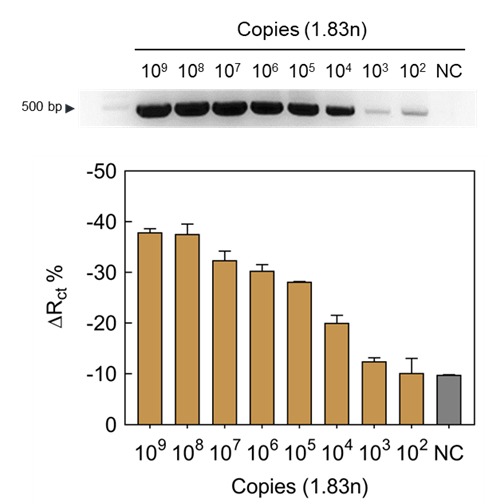 Copies (1.83n)
10⁹ 10⁸ 10⁷ 10⁶ 10⁵ 10⁴ 10³ 10² NC
500 bp
-50
-40
-30
-20
-10
0
ΔRct %
10⁹ 10⁸ 10⁷ 10⁶ 10⁵ 10⁴ 10³ 10² NC
Copies (1.83n)